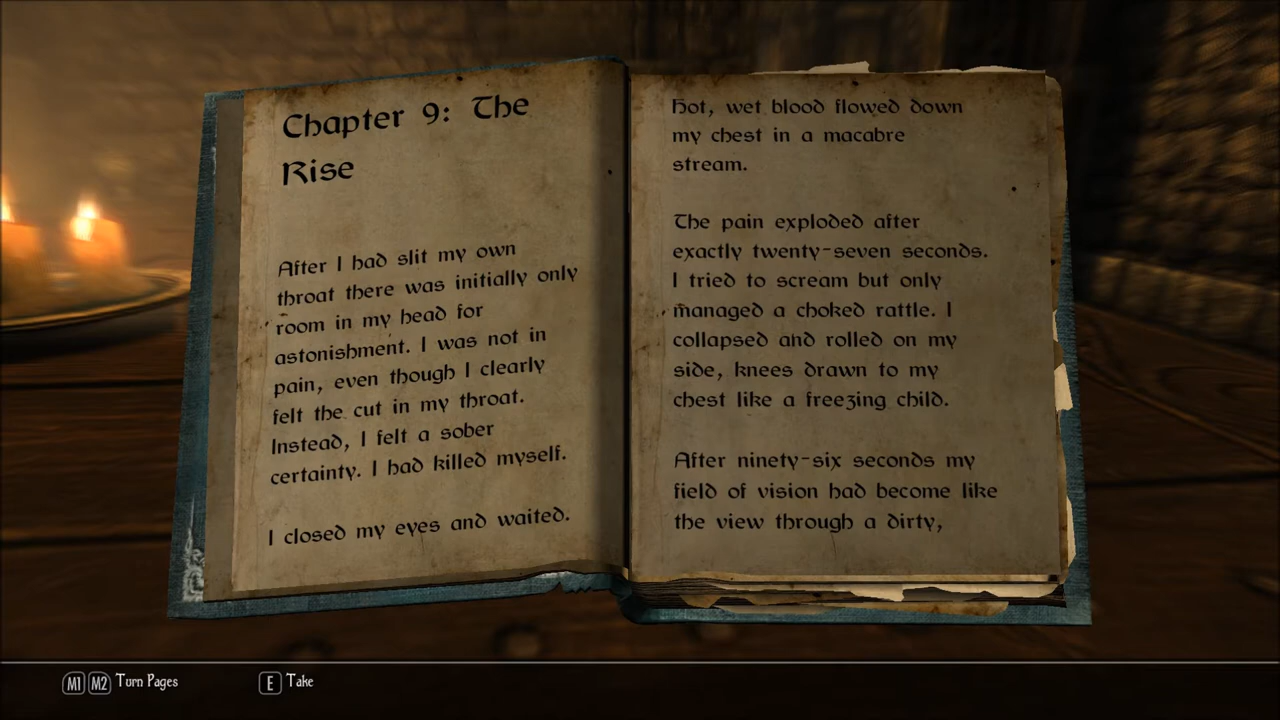 Chapter 9: The
Rise
After I had slit my own
throat there was initially only
room in my head for
astonishment. I was not in
pain, even though I clearly
felt the cut in my throat.
Instead, I felt a sober
certainty. I had killed myself.
I closed my eyes and waited.
Hot, wet blood flowed down
my chest in a macabre
stream.
The pain exploded after
exactly twenty-seven seconds.
I tried to scream but only
managed a choked rattle. I
collapsed and rolled on my
side, knees drawn to my
chest like a freezing child.
After ninety-six seconds my
field of vision had become like
the view through a dirty,
M1 M2 Turn Pages
E Take